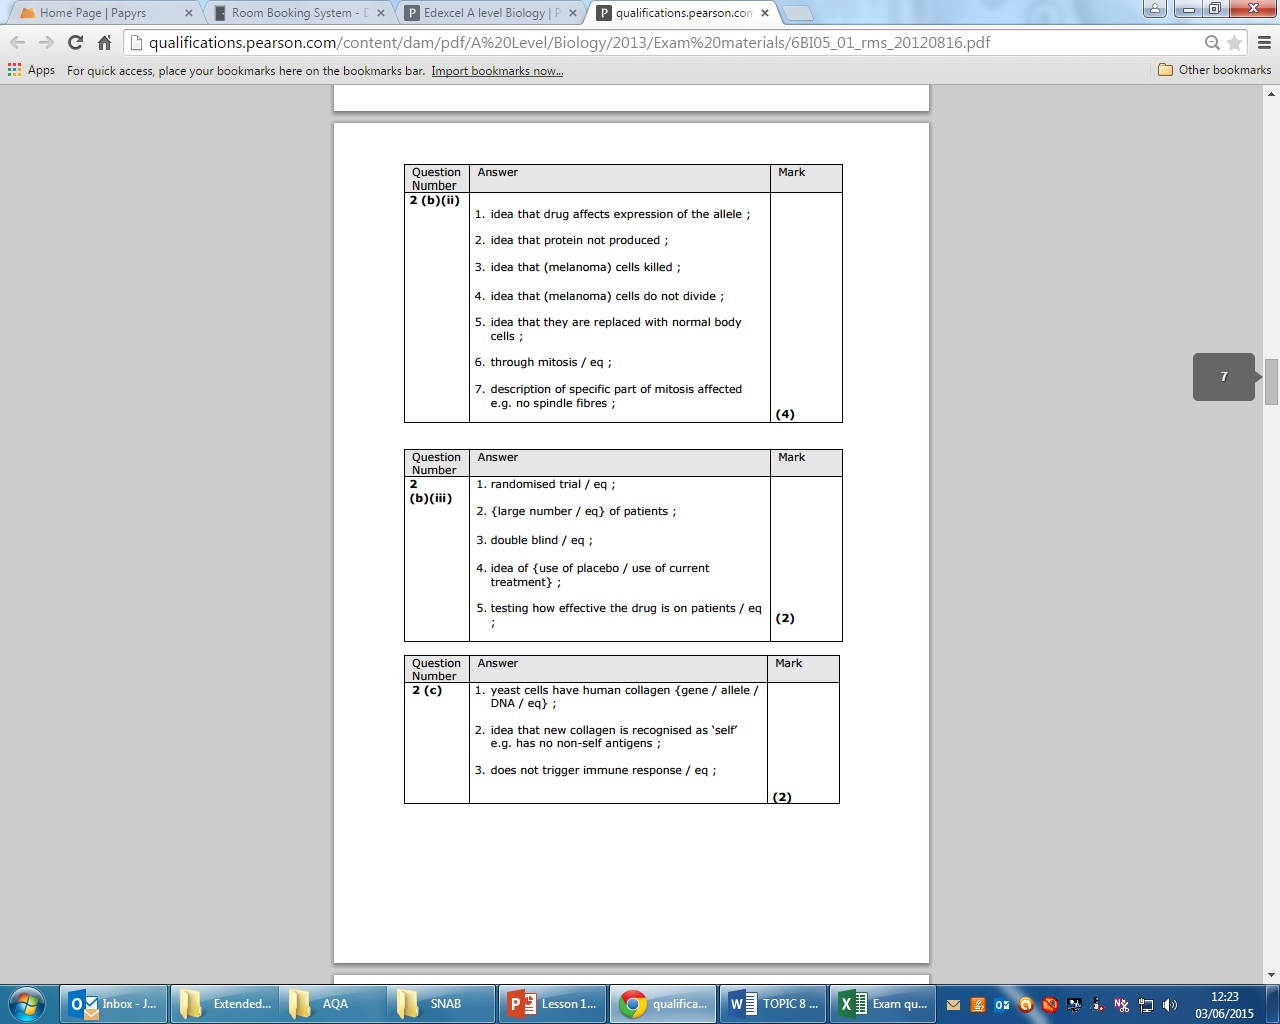 Home Page | Papyrs
Room Booking System - D
Edexcel A level Biology | P
qualifications.pearson.com
qualifications.pearson.com/content/dam/pdf/A%20Level/Biology/2013/Exam%20materials/6BI05_01_rms_20120816.pdf
Apps For quick access, place your bookmarks here on the bookmarks bar. Import bookmarks now... Other bookmarks
Question Number Answer Mark
2 (b)(ii)
1. idea that drug affects expression of the allele ;
2. idea that protein not produced ;
3. idea that (melanoma) cells killed ;
4. idea that (melanoma) cells do not divide ;
5. idea that they are replaced with normal body
cells ;
6. through mitosis / eq ;
7. description of specific part of mitosis affected
e.g. no spindle fibres ;
(4)
7
Question Number Answer Mark
2
(b)(iii)
1. randomised trial / eq ;
2. {large number / eq} of patients ;
3. double blind / eq ;
4. idea of {use of placebo / use of current
treatment} ;
5. testing how effective the drug is on patients / eq
;
(2)
Question Number Answer Mark
2 (c)
1. yeast cells have human collagen {gene / allele /
DNA / eq} ;
2. idea that new collagen is recognised as ‘self’
e.g. has no non-self antigens ;
3. does not trigger immune response / eq ;
(2)
Inbox - J...
Extended...
AQA
SNAB
Lesson 1...
qualifica...
TOPIC 8 ...
Exam qu...
12:23
03/06/2015